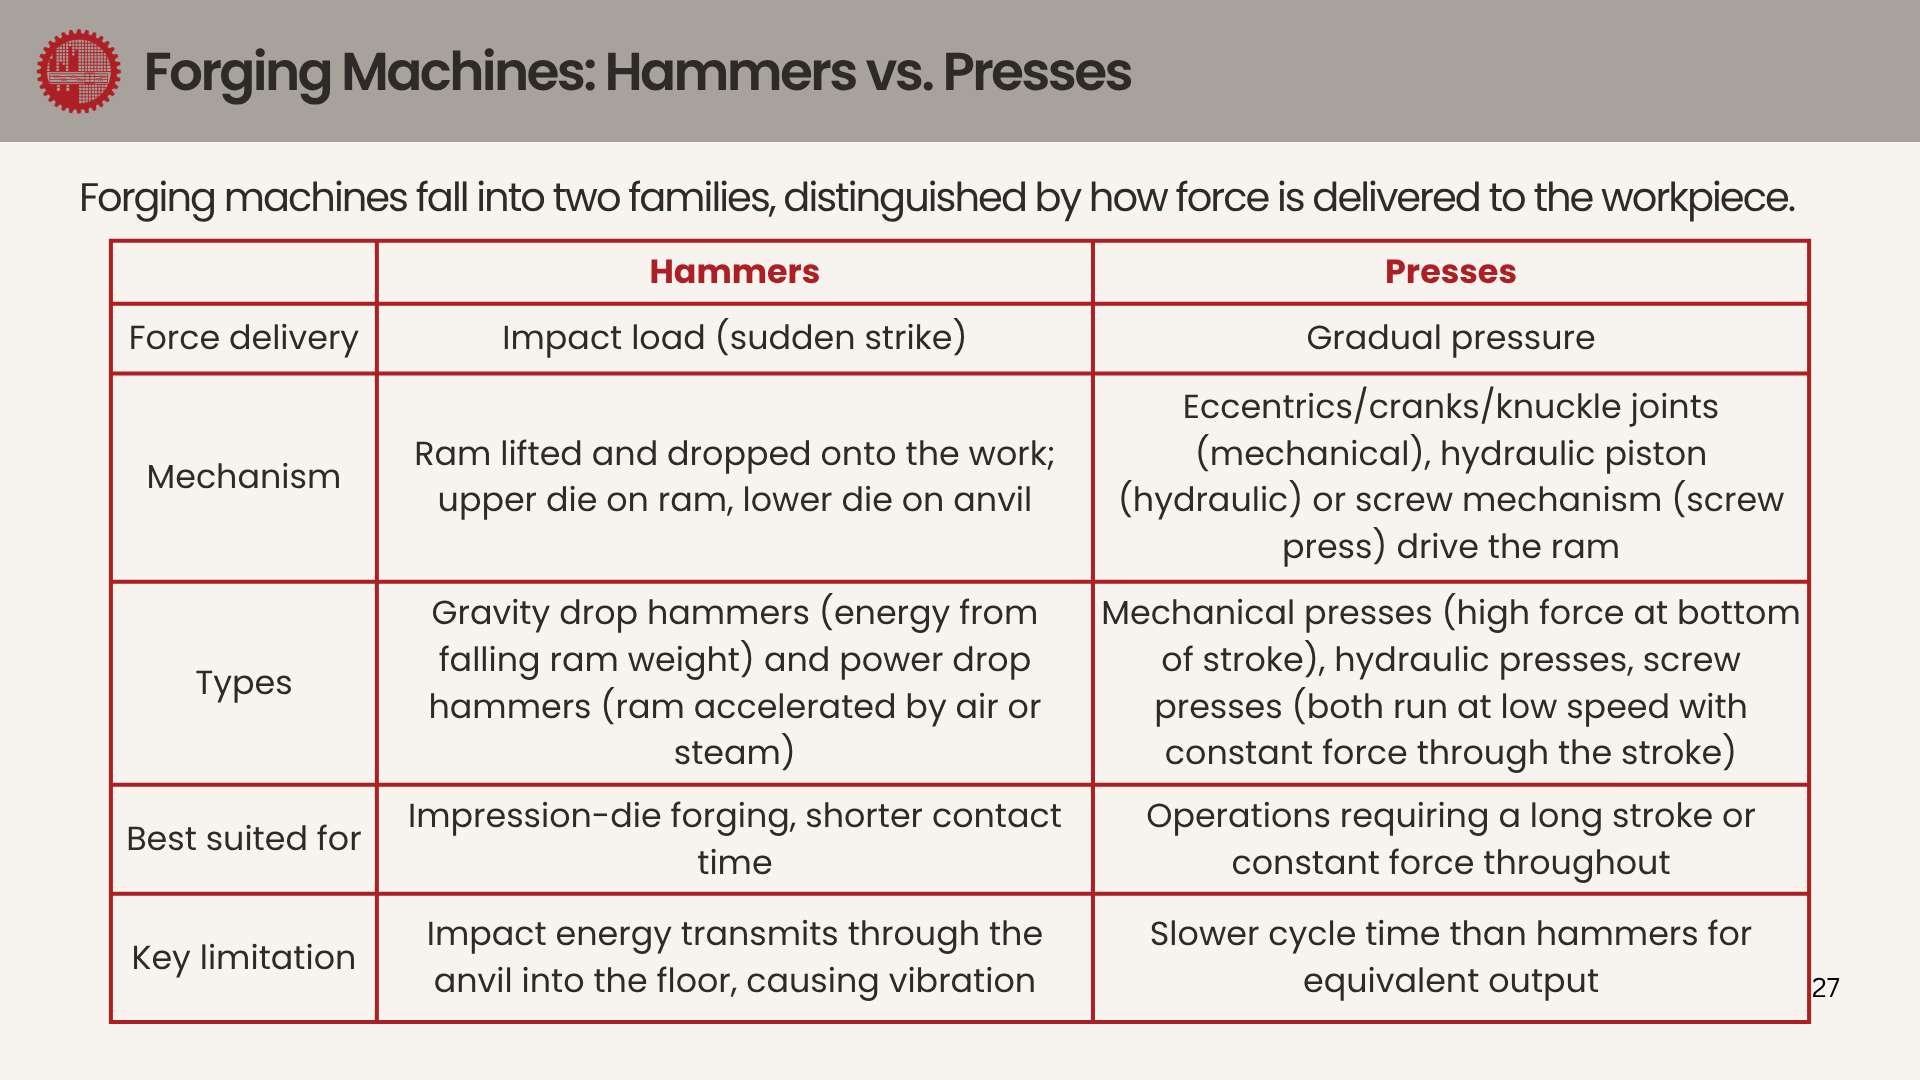 Forging Machines: Hammers vs. Presses
Forging machines fall into two families, distinguished by how force is delivered to the workpiece.
Hammers
Presses
Force delivery
Impact load (sudden strike)
Gradual pressure
Mechanism
Ram lifted and dropped onto the work;
upper die on ram, lower die on anvil
Eccentrics/cranks/knuckle joints
(mechanical), hydraulic piston
(hydraulic) or screw mechanism (screw
press) drive the ram
Types
Gravity drop hammers (energy from
falling ram weight) and power drop
hammers (ram accelerated by air or
steam)
Mechanical presses (high force at bottom
of stroke), hydraulic presses, screw
presses (both run at low speed with
constant force through the stroke)
Best suited for
Impression-die forging, shorter contact
time
Operations requiring a long stroke or
constant force throughout
Key limitation
Impact energy transmits through the
anvil into the floor, causing vibration
Slower cycle time than hammers for
equivalent output
27